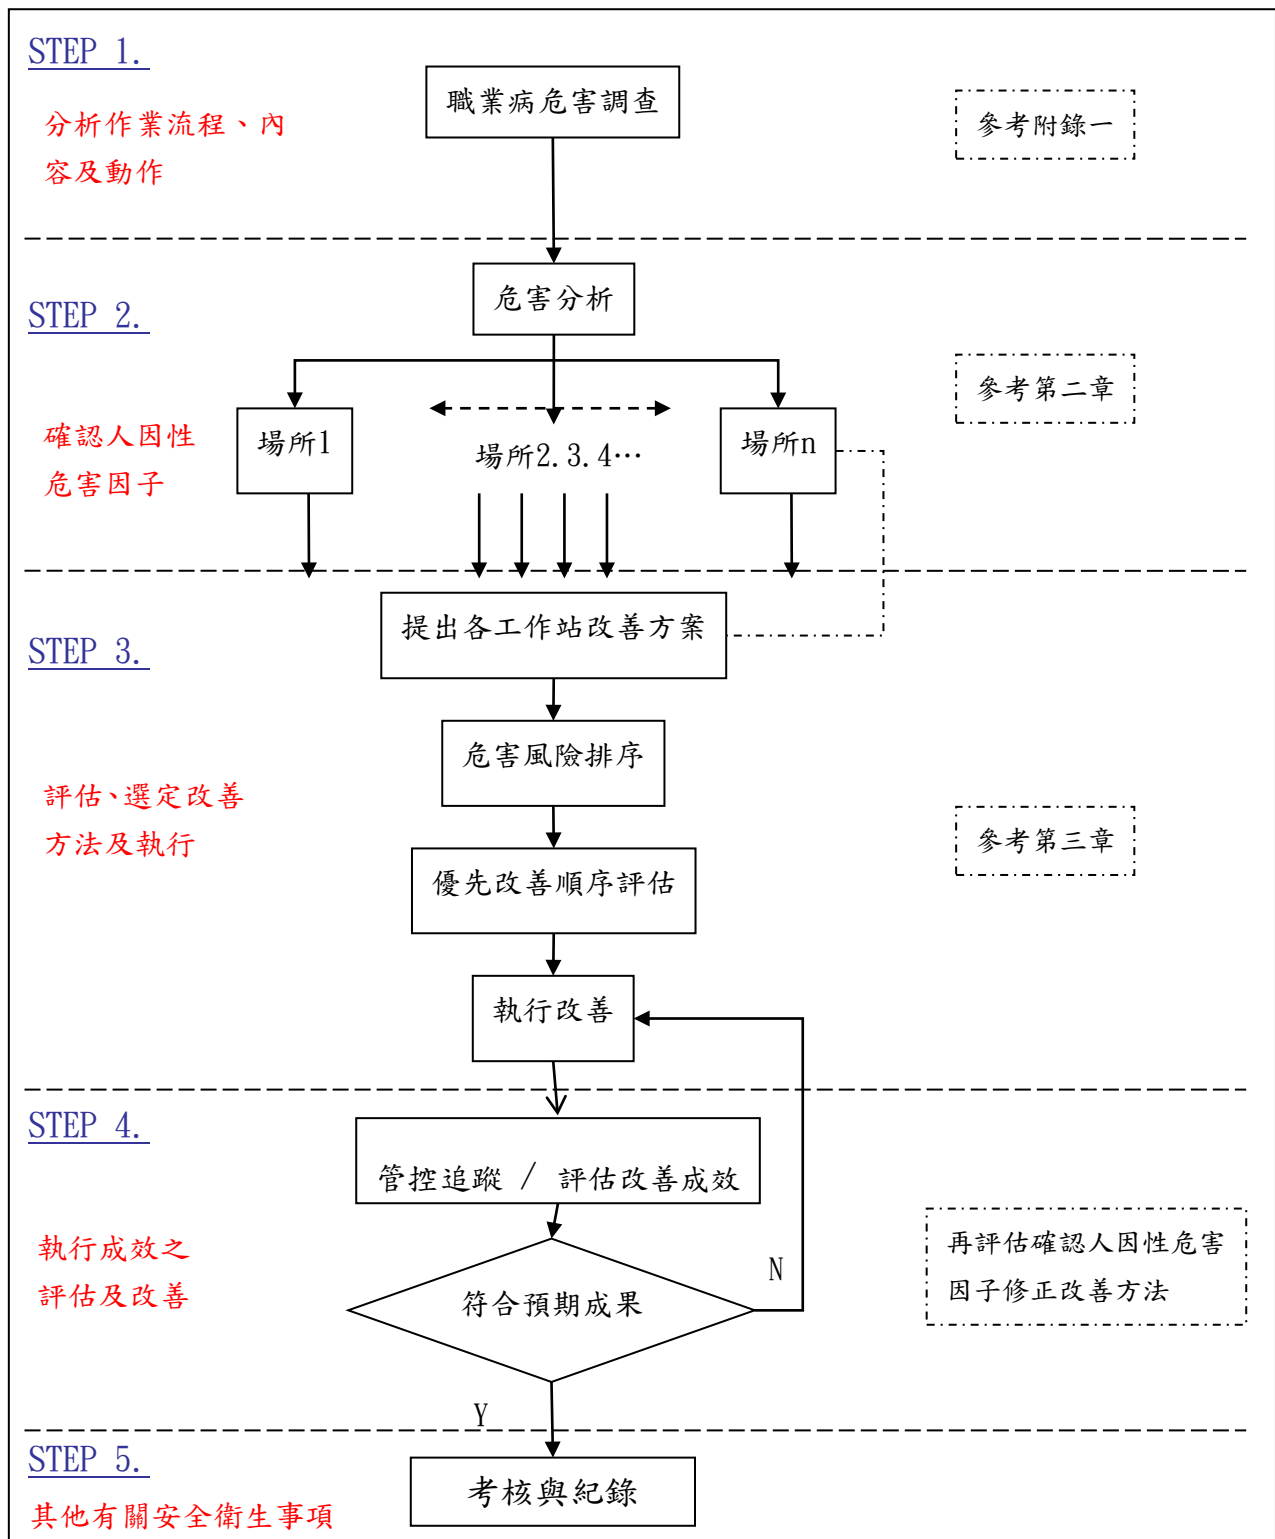 STEP 1.
職業病危害調查
參考附錄一
分析作業流程、內
容及動作
危害分析
STEP 2.
參考第二章
確認人因性
危害因子
場所1
場所2.3.4…
場所n
提出各工作站改善方案
STEP 3.
危害風險排序
評估、選定改善
方法及執行
參考第三章
優先改善順序評估
執行改善
STEP 4.
管控追蹤 / 評估改善成效
執行成效之
評估及改善
再評估確認人因性危害
因子修正改善方法
N
符合預期成果
Y
STEP 5.
考核與紀錄
其他有關安全衛生事項